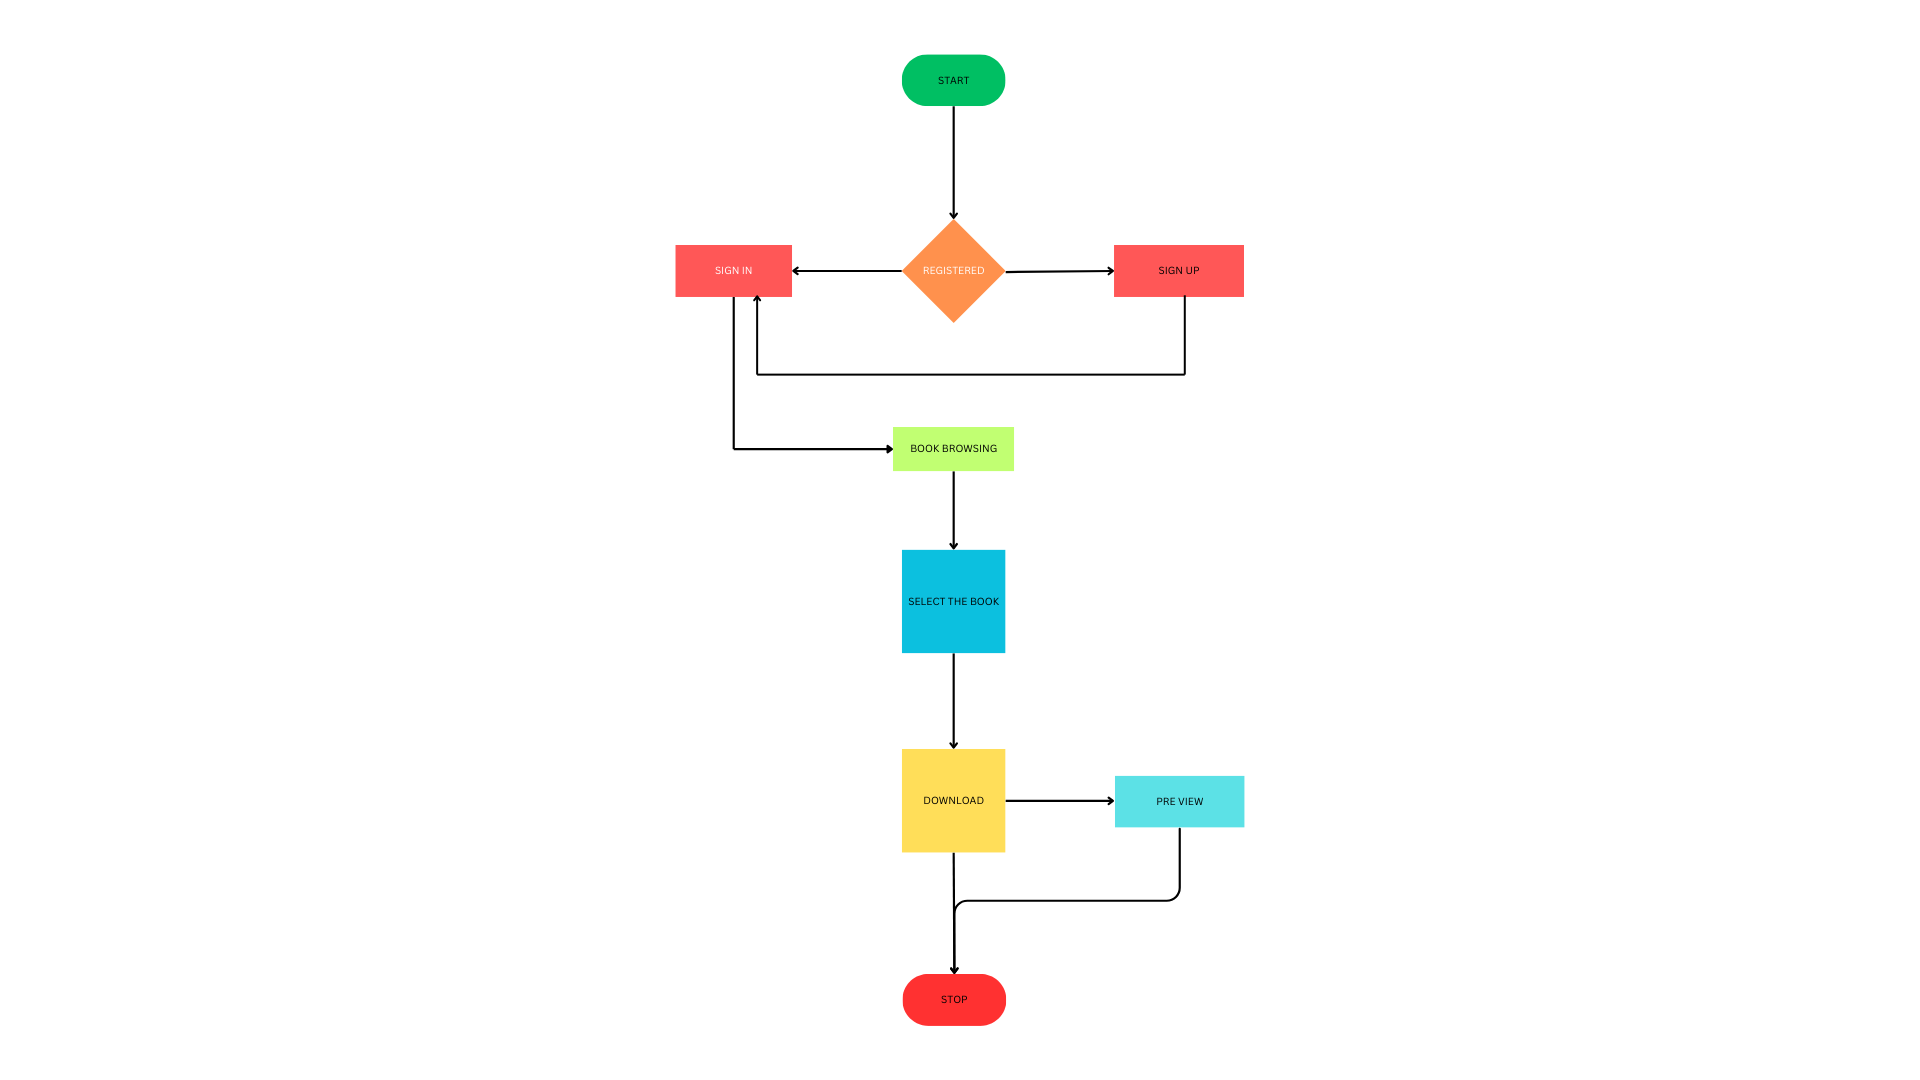 START
SIGN IN
REGISTERED
SIGN UP
BOOK BROWSING
SELECT THE BOOK
DOWNLOAD
PRE VIEW
STOP